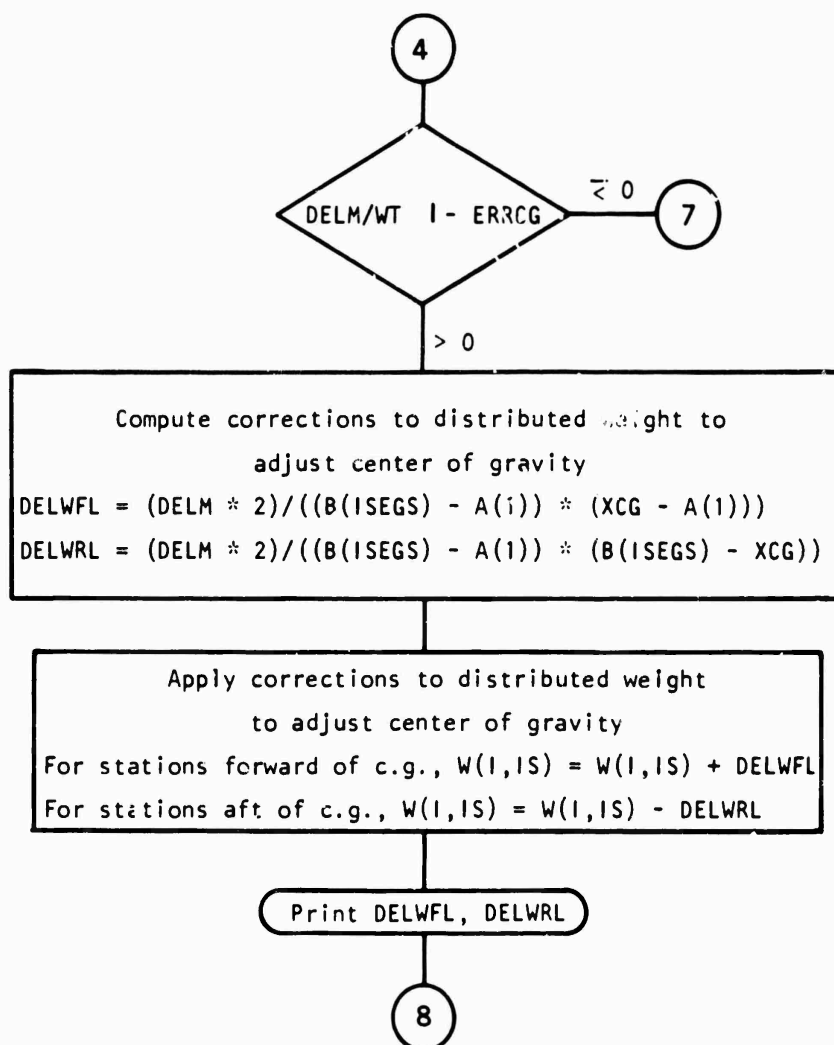 4
DELM/WT |- ERRCG
≤ 0
7
> 0
Compute corrections to distributed weight to
adjust center of gravity
DELWFL = (DELM * 2)/((B(ISEGS) - A(1)) * (XCG - A(1)))
DELWRL = (DELM * 2)/((B(ISEGS) - A(1)) * (B(ISEGS) - XCG))
Apply corrections to distributed weight
to adjust center of gravity
For stations forward of c.g., W(I,IS) = W(I,IS) + DELWFL
For stations aft of c.g., W(I,IS) = W(I,IS) - DELWRL
Print DELWFL, DELWRL
8